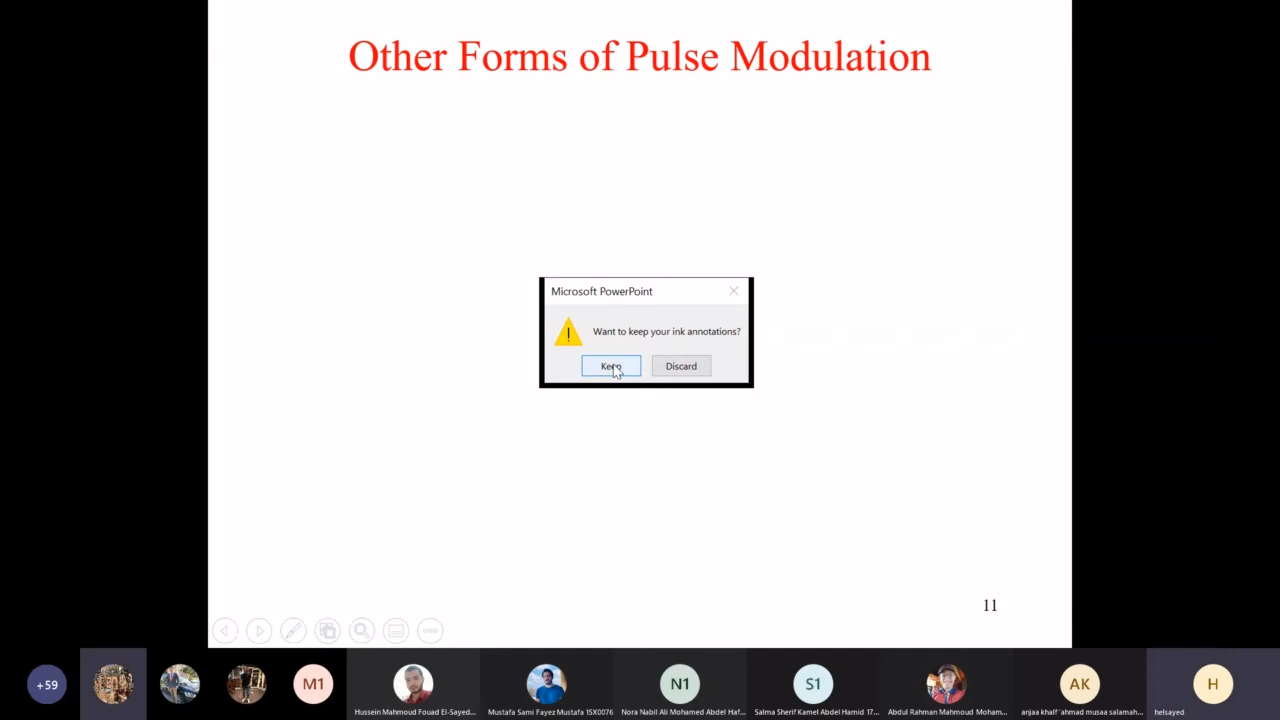 Other Forms of Pulse Modulation
Microsoft PowerPoint
Want to keep your ink annotations?
Keep
Discard
11
+59
M1
N1
S1
AK
H
Hussein Mahmoud Fouad El-Sayed...
Mustafa Sami Fayez Mustafa 15X0076
Nora Nabil Ali Mohamed Abdel Haf...
Salma Sherif Kamel Abdel Hamid 17...
Abdul Rahman Mahmoud Moham...
anjaa khalf `ahmad musaa salamah...
helsayed